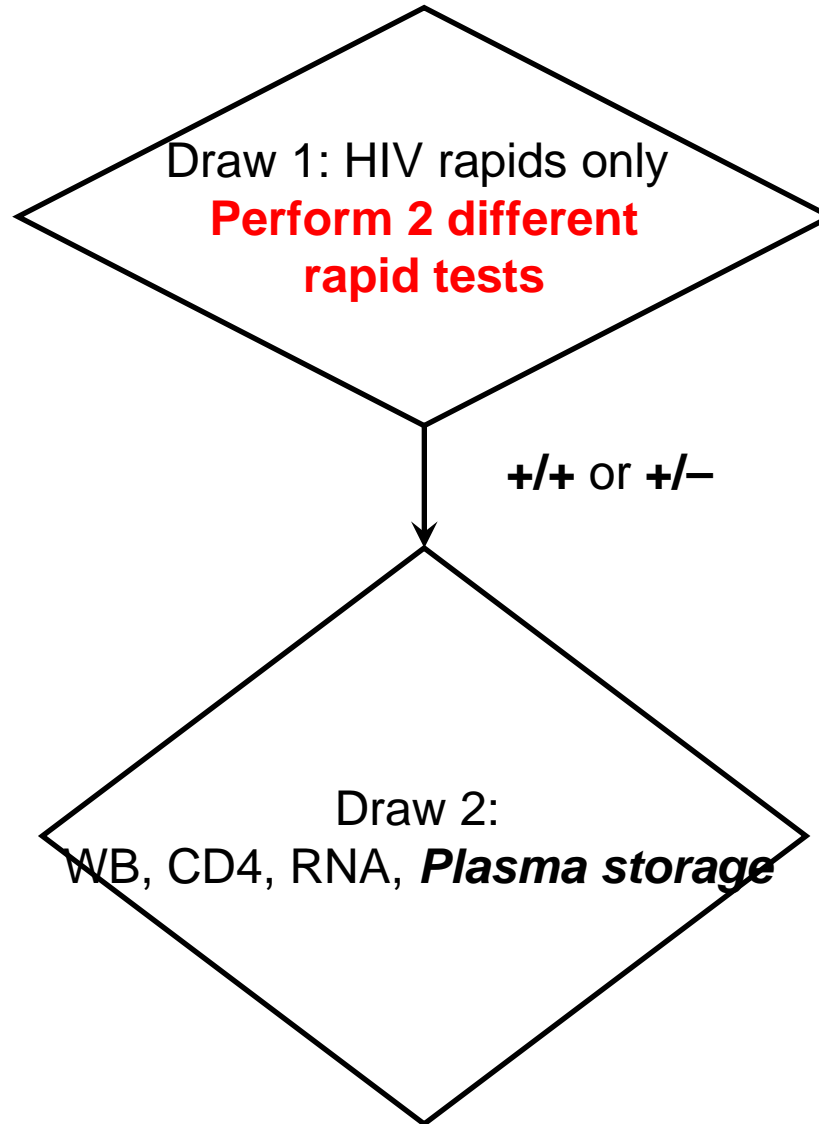 Draw 1: HIV rapids only
Perform 2 different
rapid tests
+/+ or +/–
Draw 2:
WB, CD4, RNA, Plasma storage